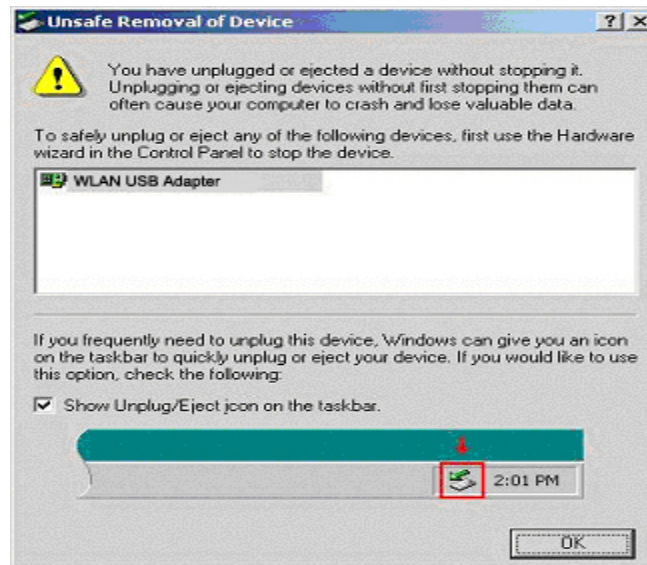 Unsafe Removal of Device
You have unplugged or ejected a device without stopping it.
Unplugging or ejecting devices without first stopping them can
often cause your computer to crash and lose valuable data.
To safely unplug or eject any of the following devices, first use the Hardware
wizard in the Control Panel to stop the device.
WLAN USB Adapter
If you frequently need to unplug this device, Windows can give you an icon
on the taskbar to quickly unplug or eject your device. If you would like to use
this option, check the following:
Show Unplug/Eject icon on the taskbar.
2:01 PM
OK